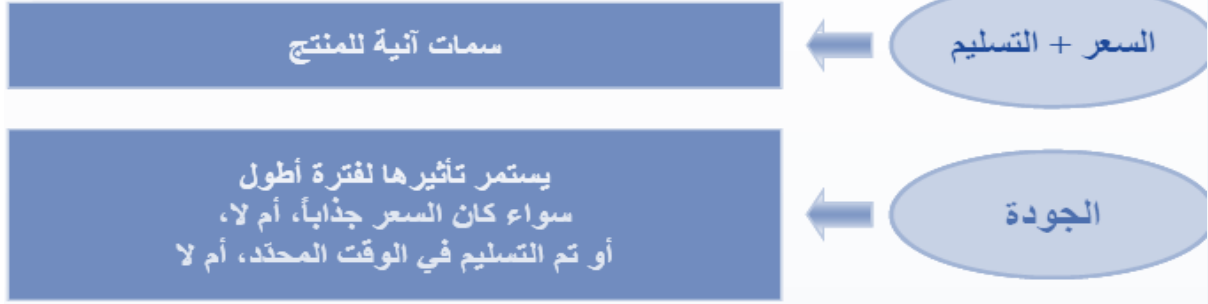 السعر + التسليم
سمات آنية للمنتج
الجودة
يستمر تأثيرها لفترة أطول
سواء كان السعر جذاباً، أم لا،
أو تم التسليم في الوقت المحدّد، أم لا